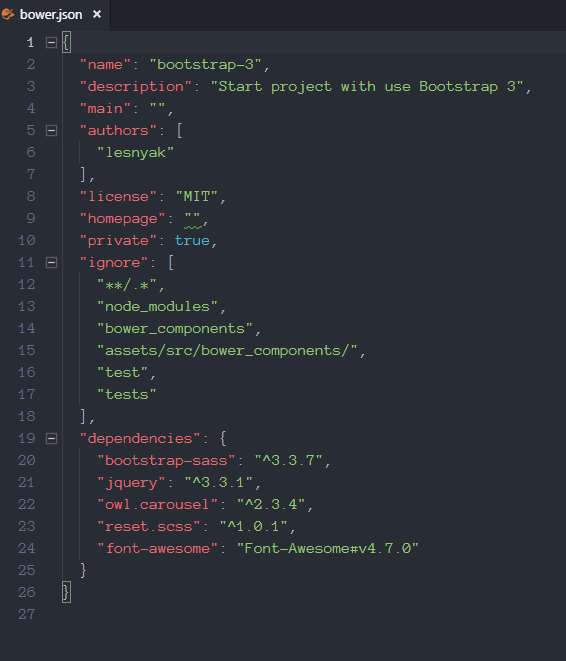 bower.json ×
1 {
2 "name": "bootstrap-3",
3 "description": "Start project with use Bootstrap 3",
4 "main": "",
5 "authors": [
6 "lesnyak"
7 ],
8 "license": "MIT",
9 "homepage": "",
10 "private": true,
11 "ignore": [
12 "**/.*",
13 "node_modules",
14 "bower_components",
15 "assets/src/bower_components/",
16 "test",
17 "tests"
18 ],
19 "dependencies": {
20 "bootstrap-sass": "^3.3.7",
21 "jquery": "^3.3.1",
22 "owl.carousel": "^2.3.4",
23 "reset.scss": "^1.0.1",
24 "font-awesome": "Font-Awesome#v4.7.0"
25 }
26 }
27